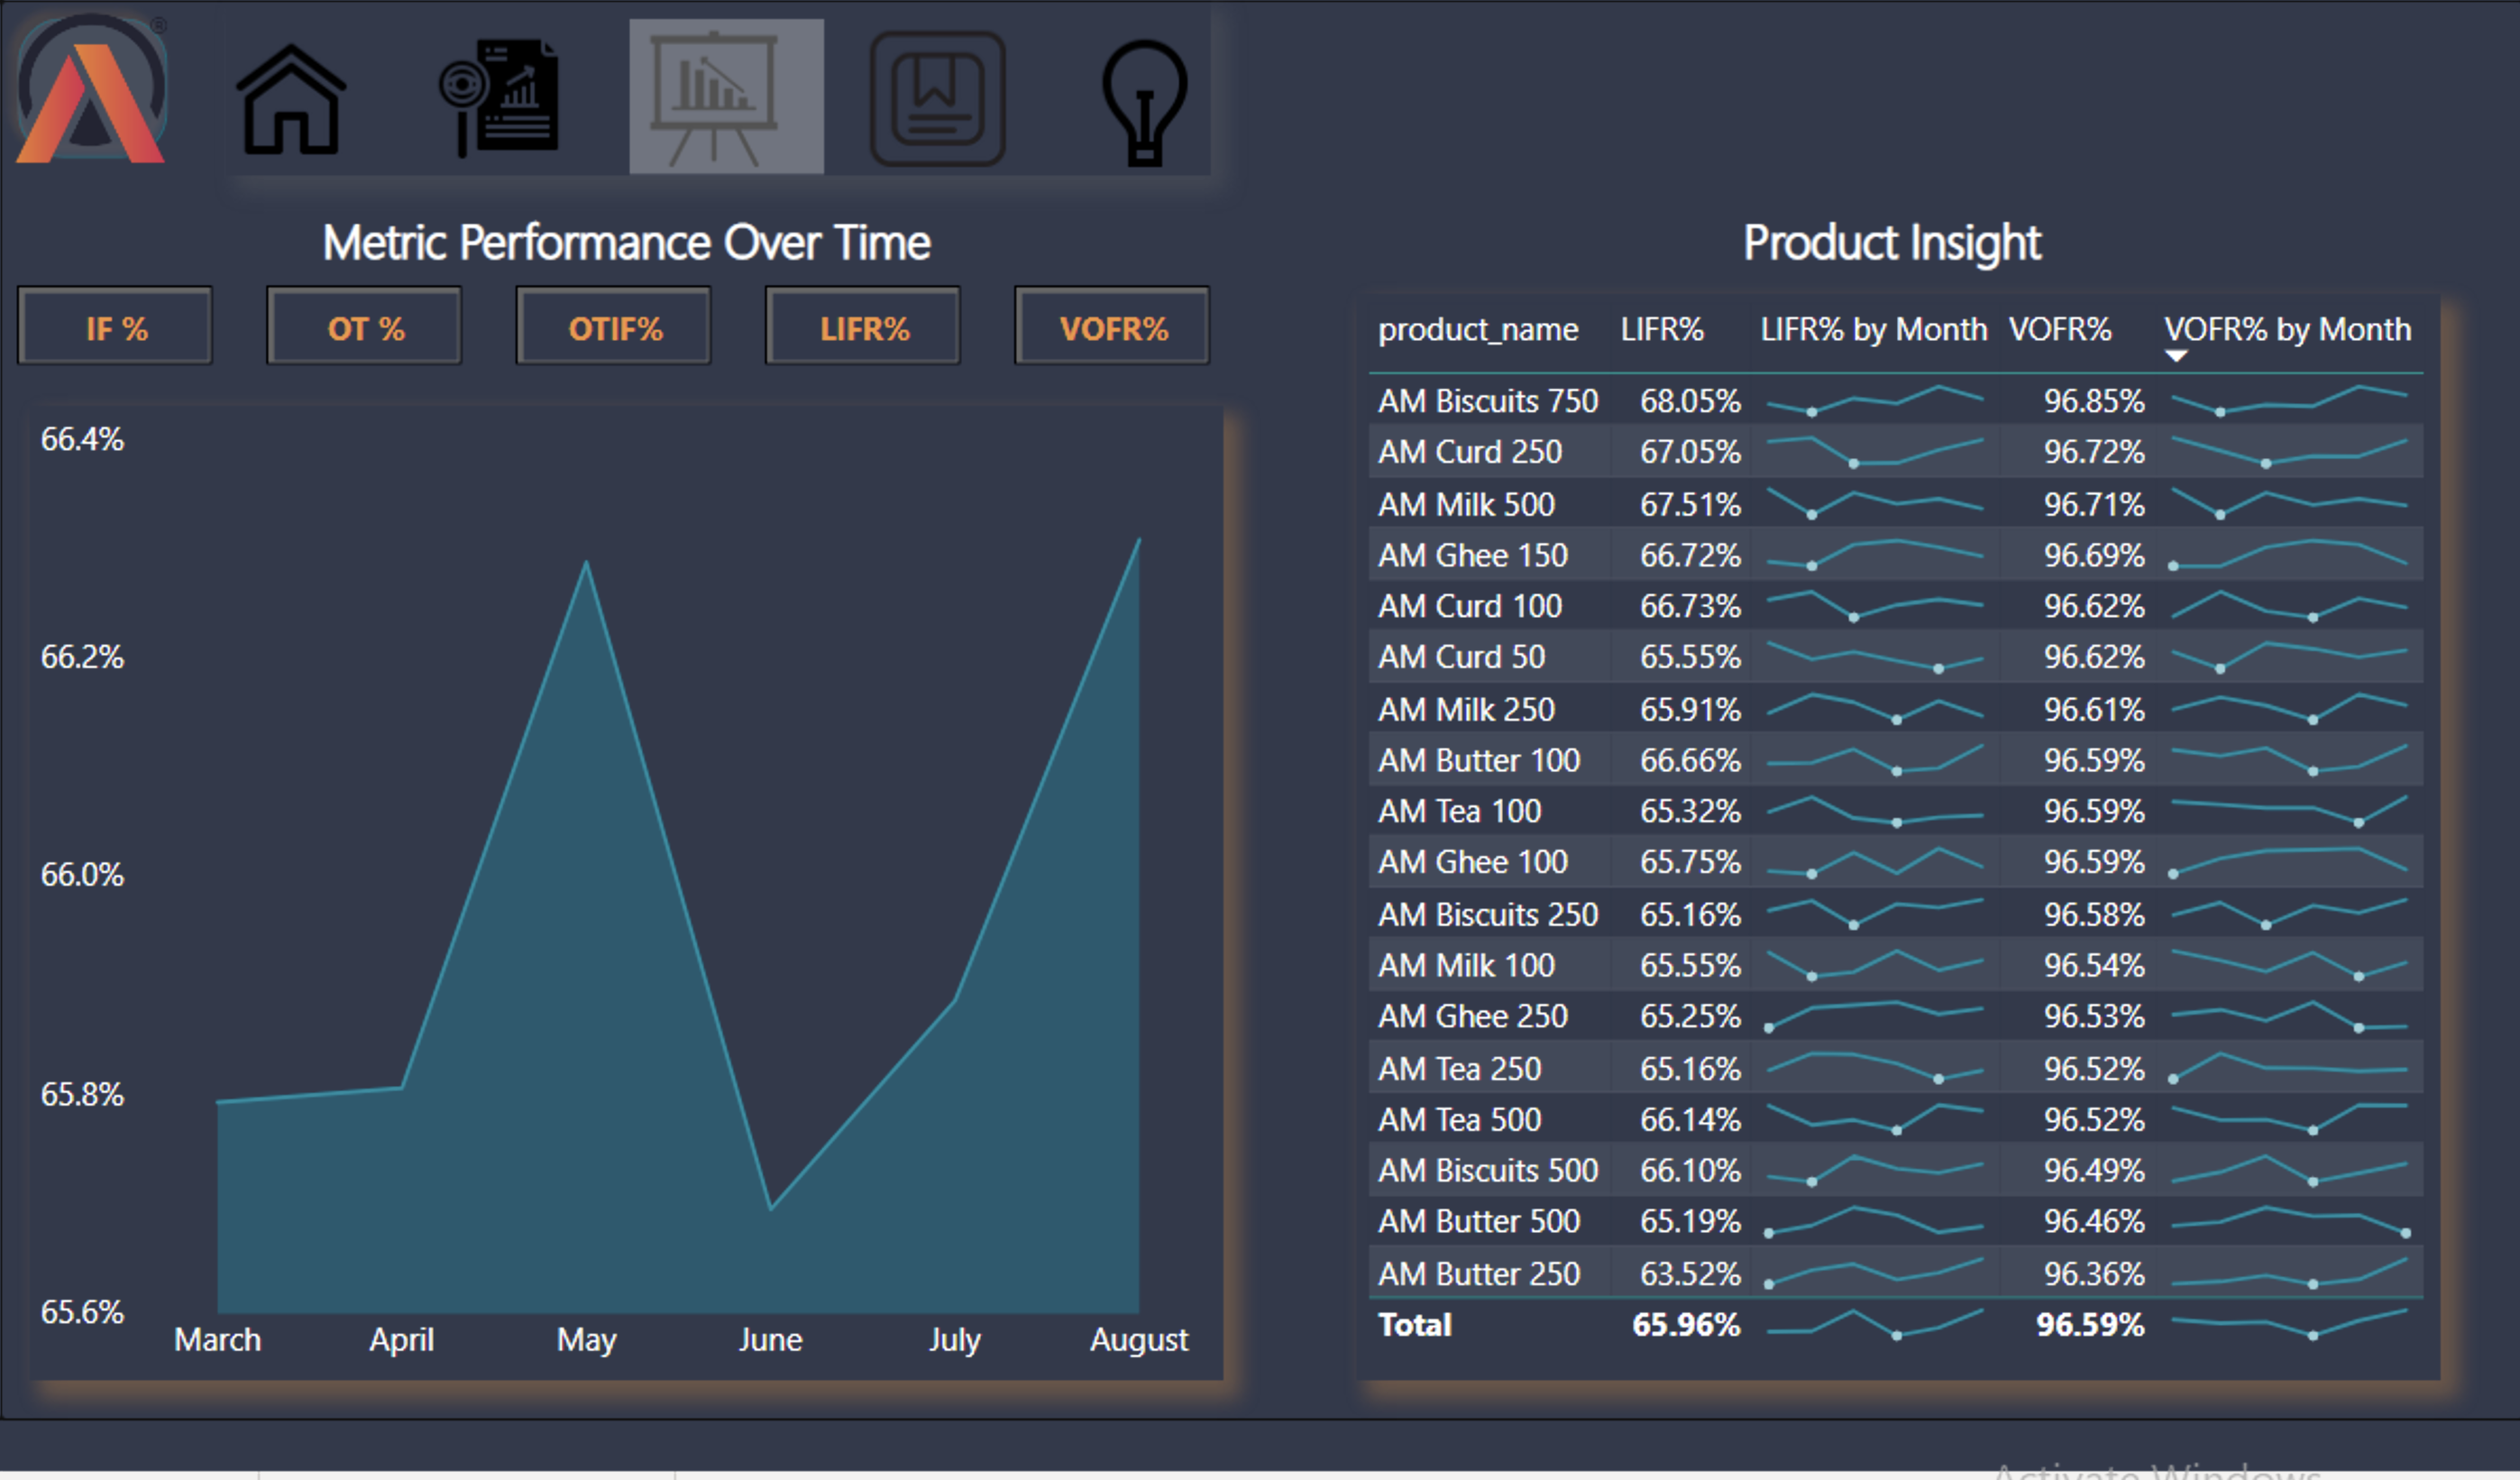 ®
Metric Performance Over Time
IF %
OT %
OTIF%
LIFR%
VOFR%
66.4%
66.2%
66.0%
65.8%
65.6%
March April May June July August
Product Insight
product_name LIFR% LIFR% by Month VOFR% VOFR% by Month
AM Biscuits 750 68.05% 96.85%
AM Curd 250 67.05% 96.72%
AM Milk 500 67.51% 96.71%
AM Ghee 150 66.72% 96.69%
AM Curd 100 66.73% 96.62%
AM Curd 50 65.55% 96.62%
AM Milk 250 65.91% 96.61%
AM Butter 100 66.66% 96.59%
AM Tea 100 65.32% 96.59%
AM Ghee 100 65.75% 96.59%
AM Biscuits 250 65.16% 96.58%
AM Milk 100 65.55% 96.54%
AM Ghee 250 65.25% 96.53%
AM Tea 250 65.16% 96.52%
AM Tea 500 66.14% 96.52%
AM Biscuits 500 66.10% 96.49%
AM Butter 500 65.19% 96.46%
AM Butter 250 63.52% 96.36%
Total 65.96% 96.59%
Activate Windows